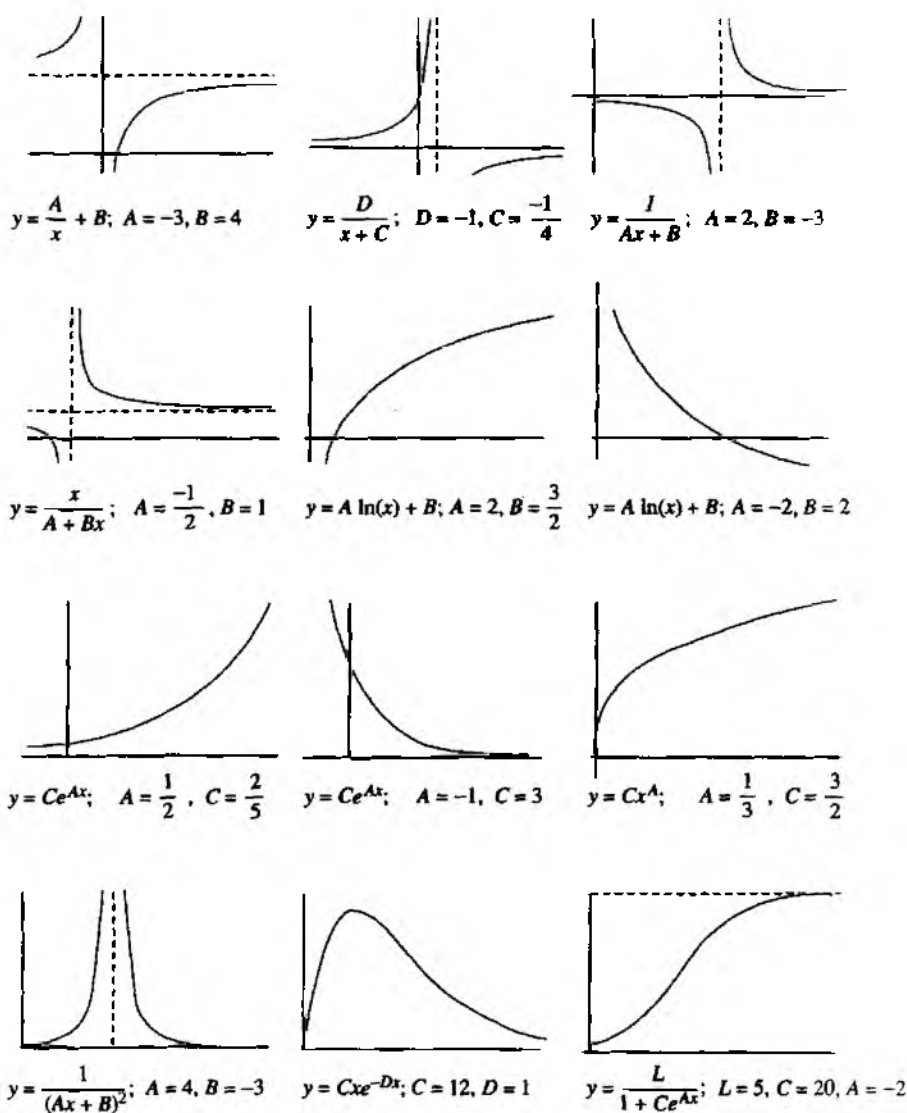 y = A/x + B; A = −3, B = 4
y = D/(x + C); D = −1, C = −1/4
y = 1/(Ax + B); A = 2, B = −3
y = x/(A + Bx); A = −1/2, B = 1
y = A ln(x) + B; A = 2, B = 3/2
y = A ln(x) + B; A = −2, B = 2
y = Ce^{Ax}; A = 1/2, C = 2/5
y = Ce^{Ax}; A = −1, C = 3
y = Cx^A; A = 1/3, C = 3/2
y = 1/(Ax + B)^2; A = 4, B = −3
y = Cxe^{−Dx}; C = 12, D = 1
y = L/(1 + Ce^{Ax}); L = 5, C = 20, A = −2